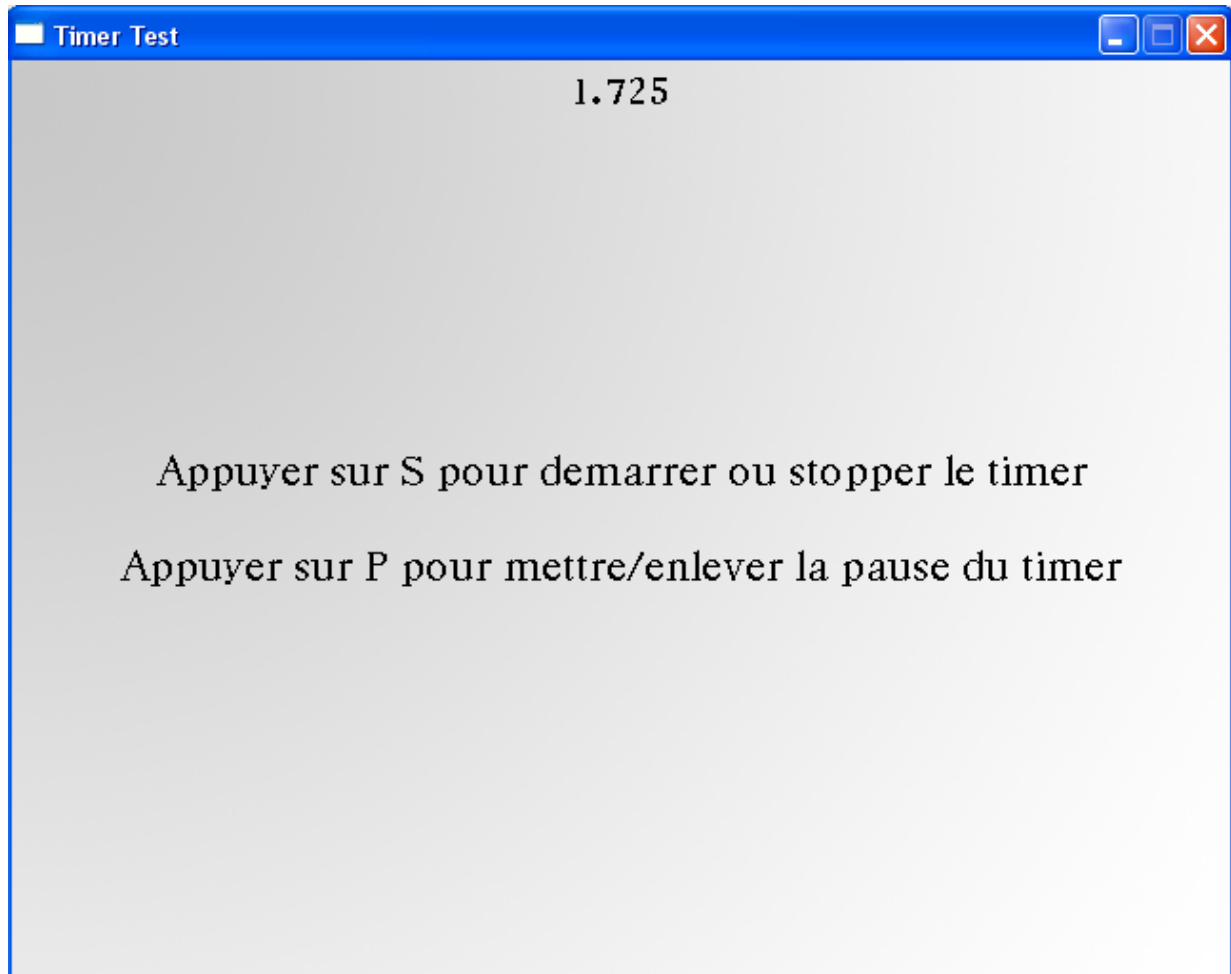 Timer Test
1.725
Appuyer sur S pour demarrer ou stopper le timer
Appuyer sur P pour mettre/enlever la pause du timer